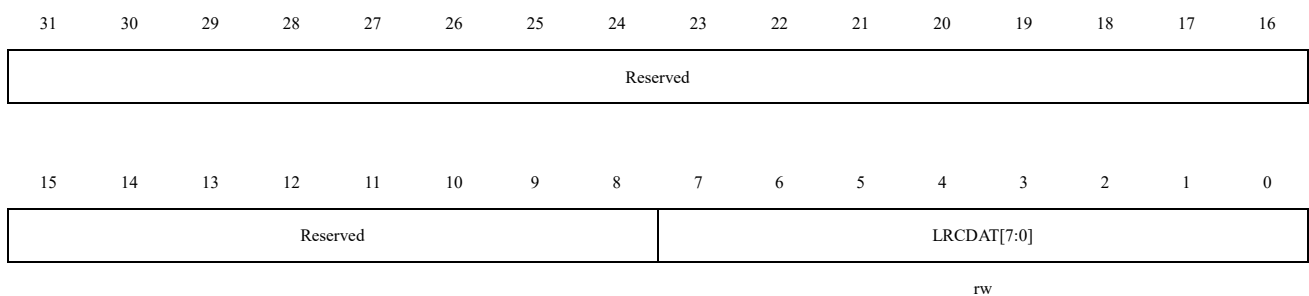 31 30 29 28 27 26 25 24 23 22 21 20 19 18 17 16
Reserved
15 14 13 12 11 10 9 8 7 6 5 4 3 2 1 0
Reserved LRCDAT[7:0]
rw